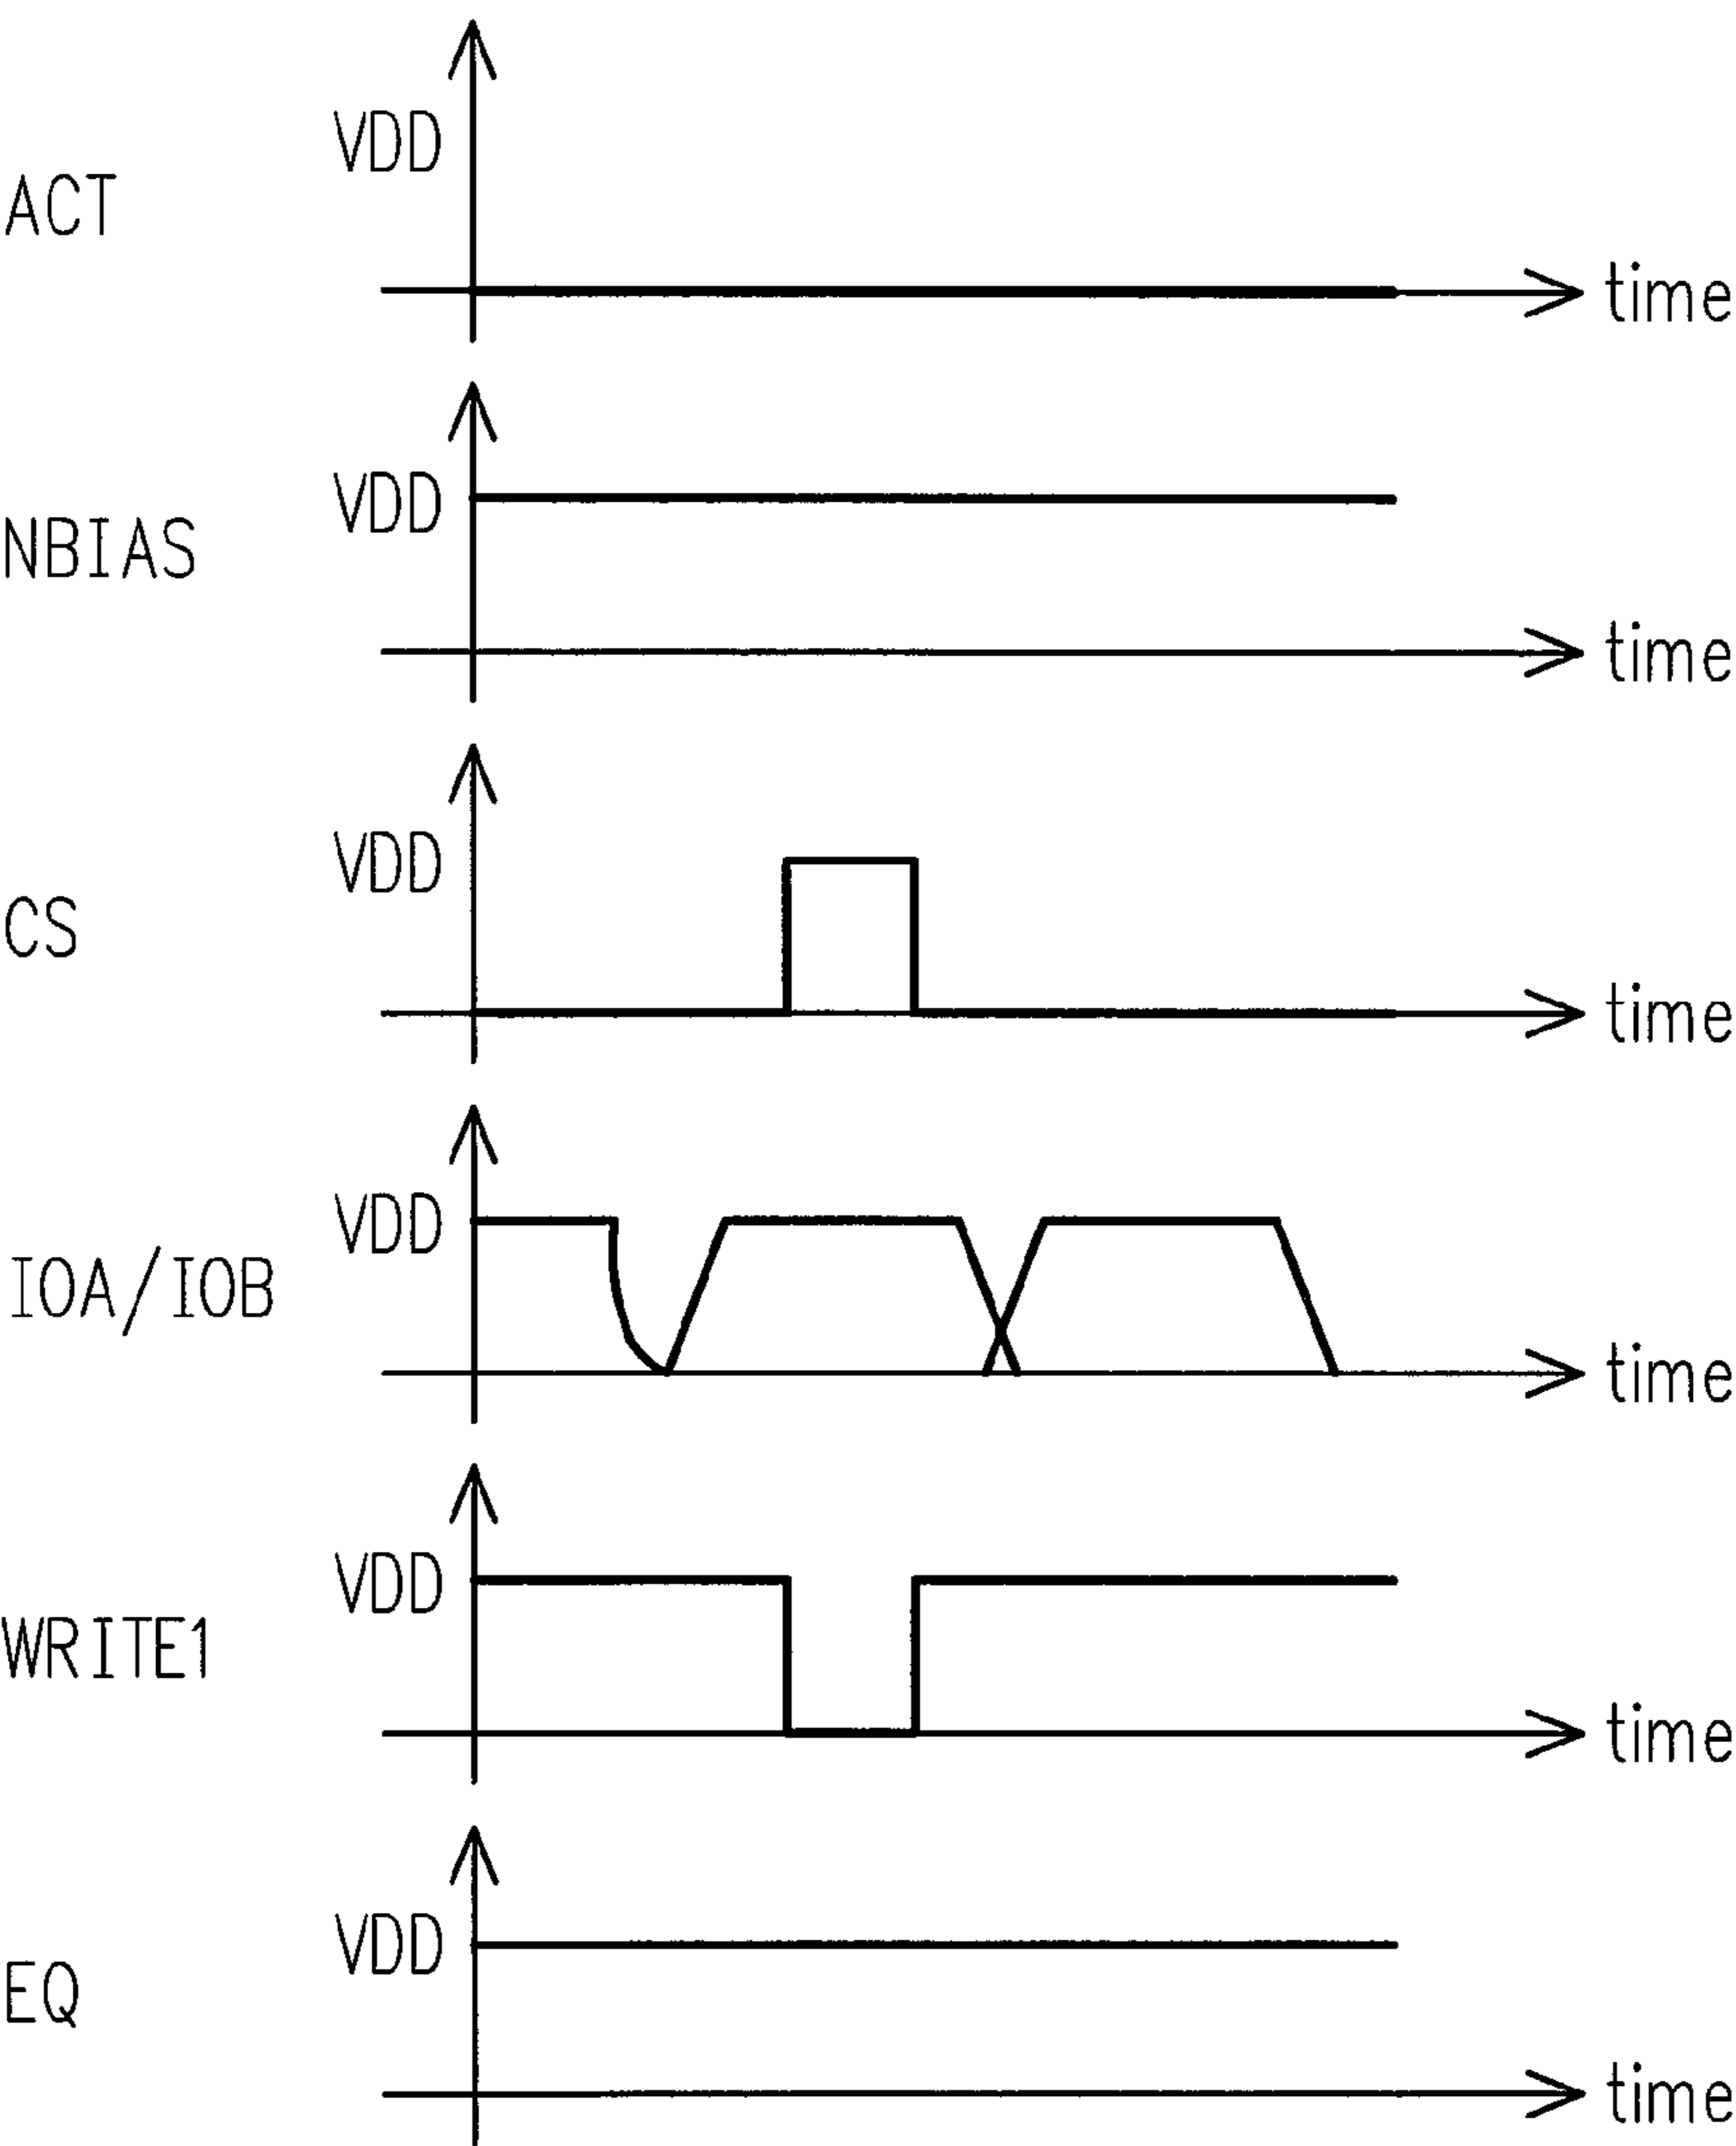 VDD
ACT
time
VDD
NBIAS
time
VDD
CS
time
VDD
IOA/IOB
time
VDD
WRITE1
time
VDD
EQ
time